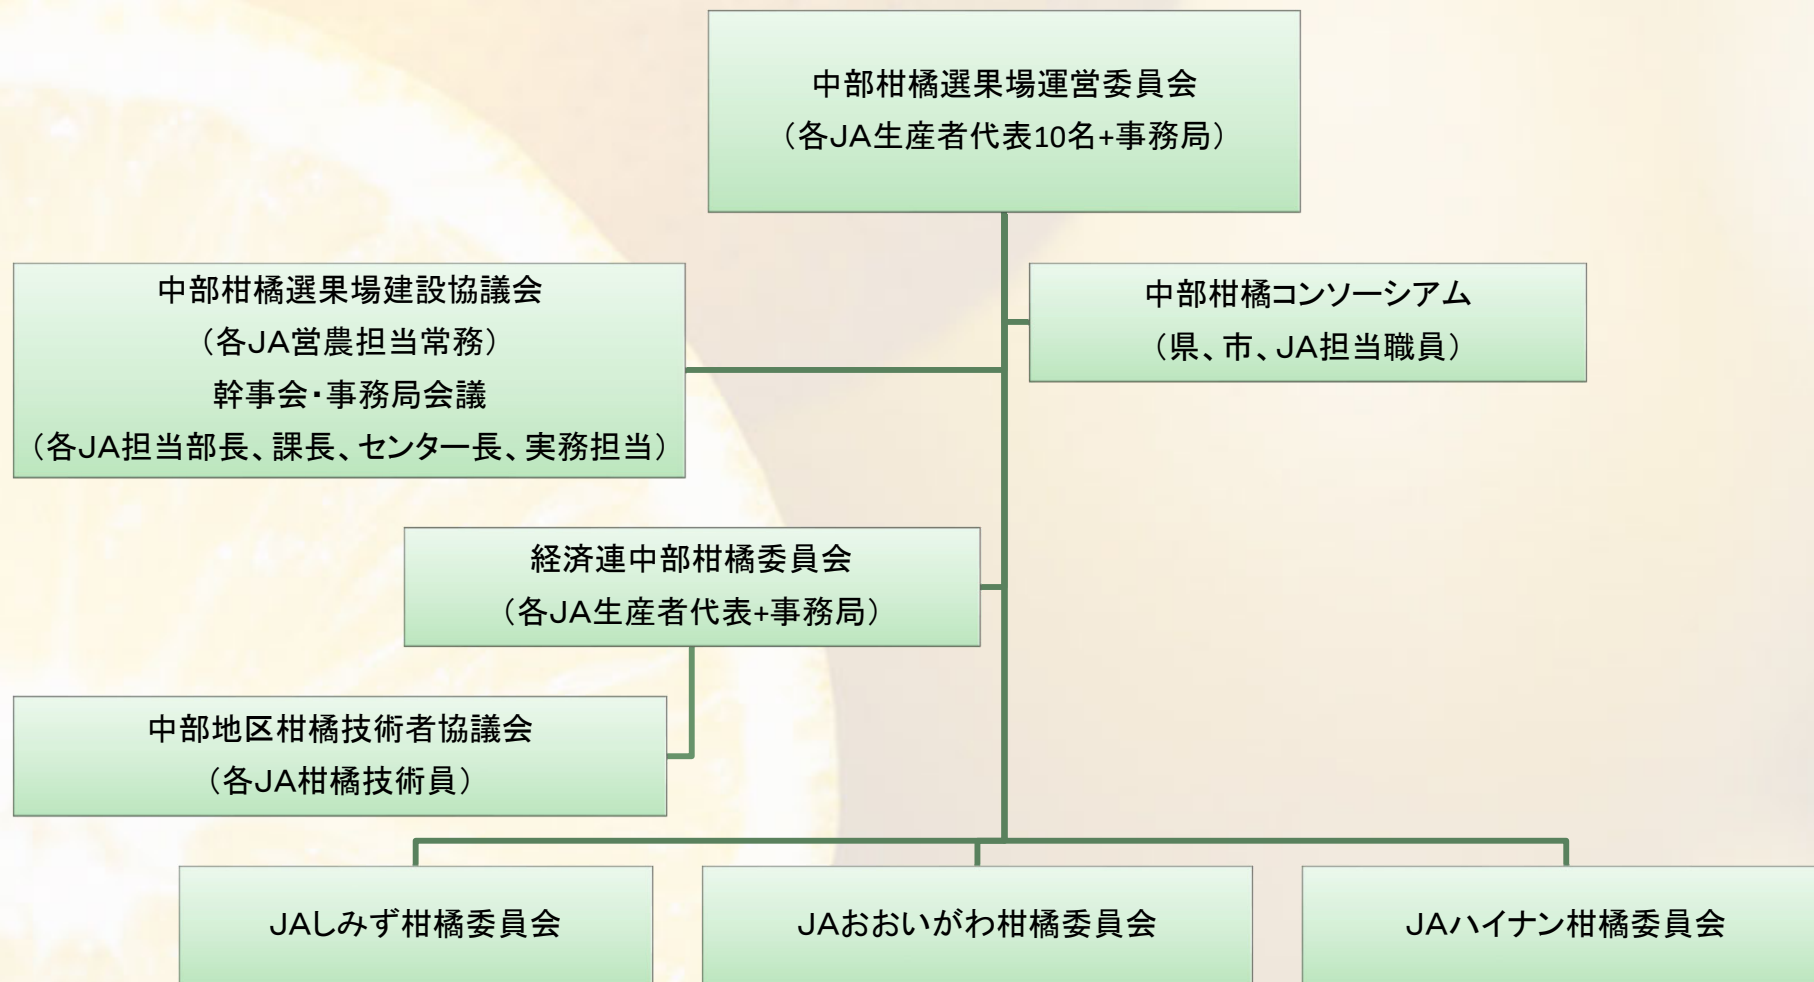 中部柑橘選果場運営委員会
（各JA生産者代表10名+事務局）
中部柑橘選果場建設協議会
（各JA営農担当常務）
幹事会・事務局会議
（各JA担当部長、課長、センター長、実務担当）
中部柑橘コンソーシアム
（県、市、JA担当職員）
経済連中部柑橘委員会
（各JA生産者代表+事務局）
中部地区柑橘技術者協議会
（各JA柑橘技術員）
JAしみず柑橘委員会
JAおおいがわ柑橘委員会
JAハイナン柑橘委員会